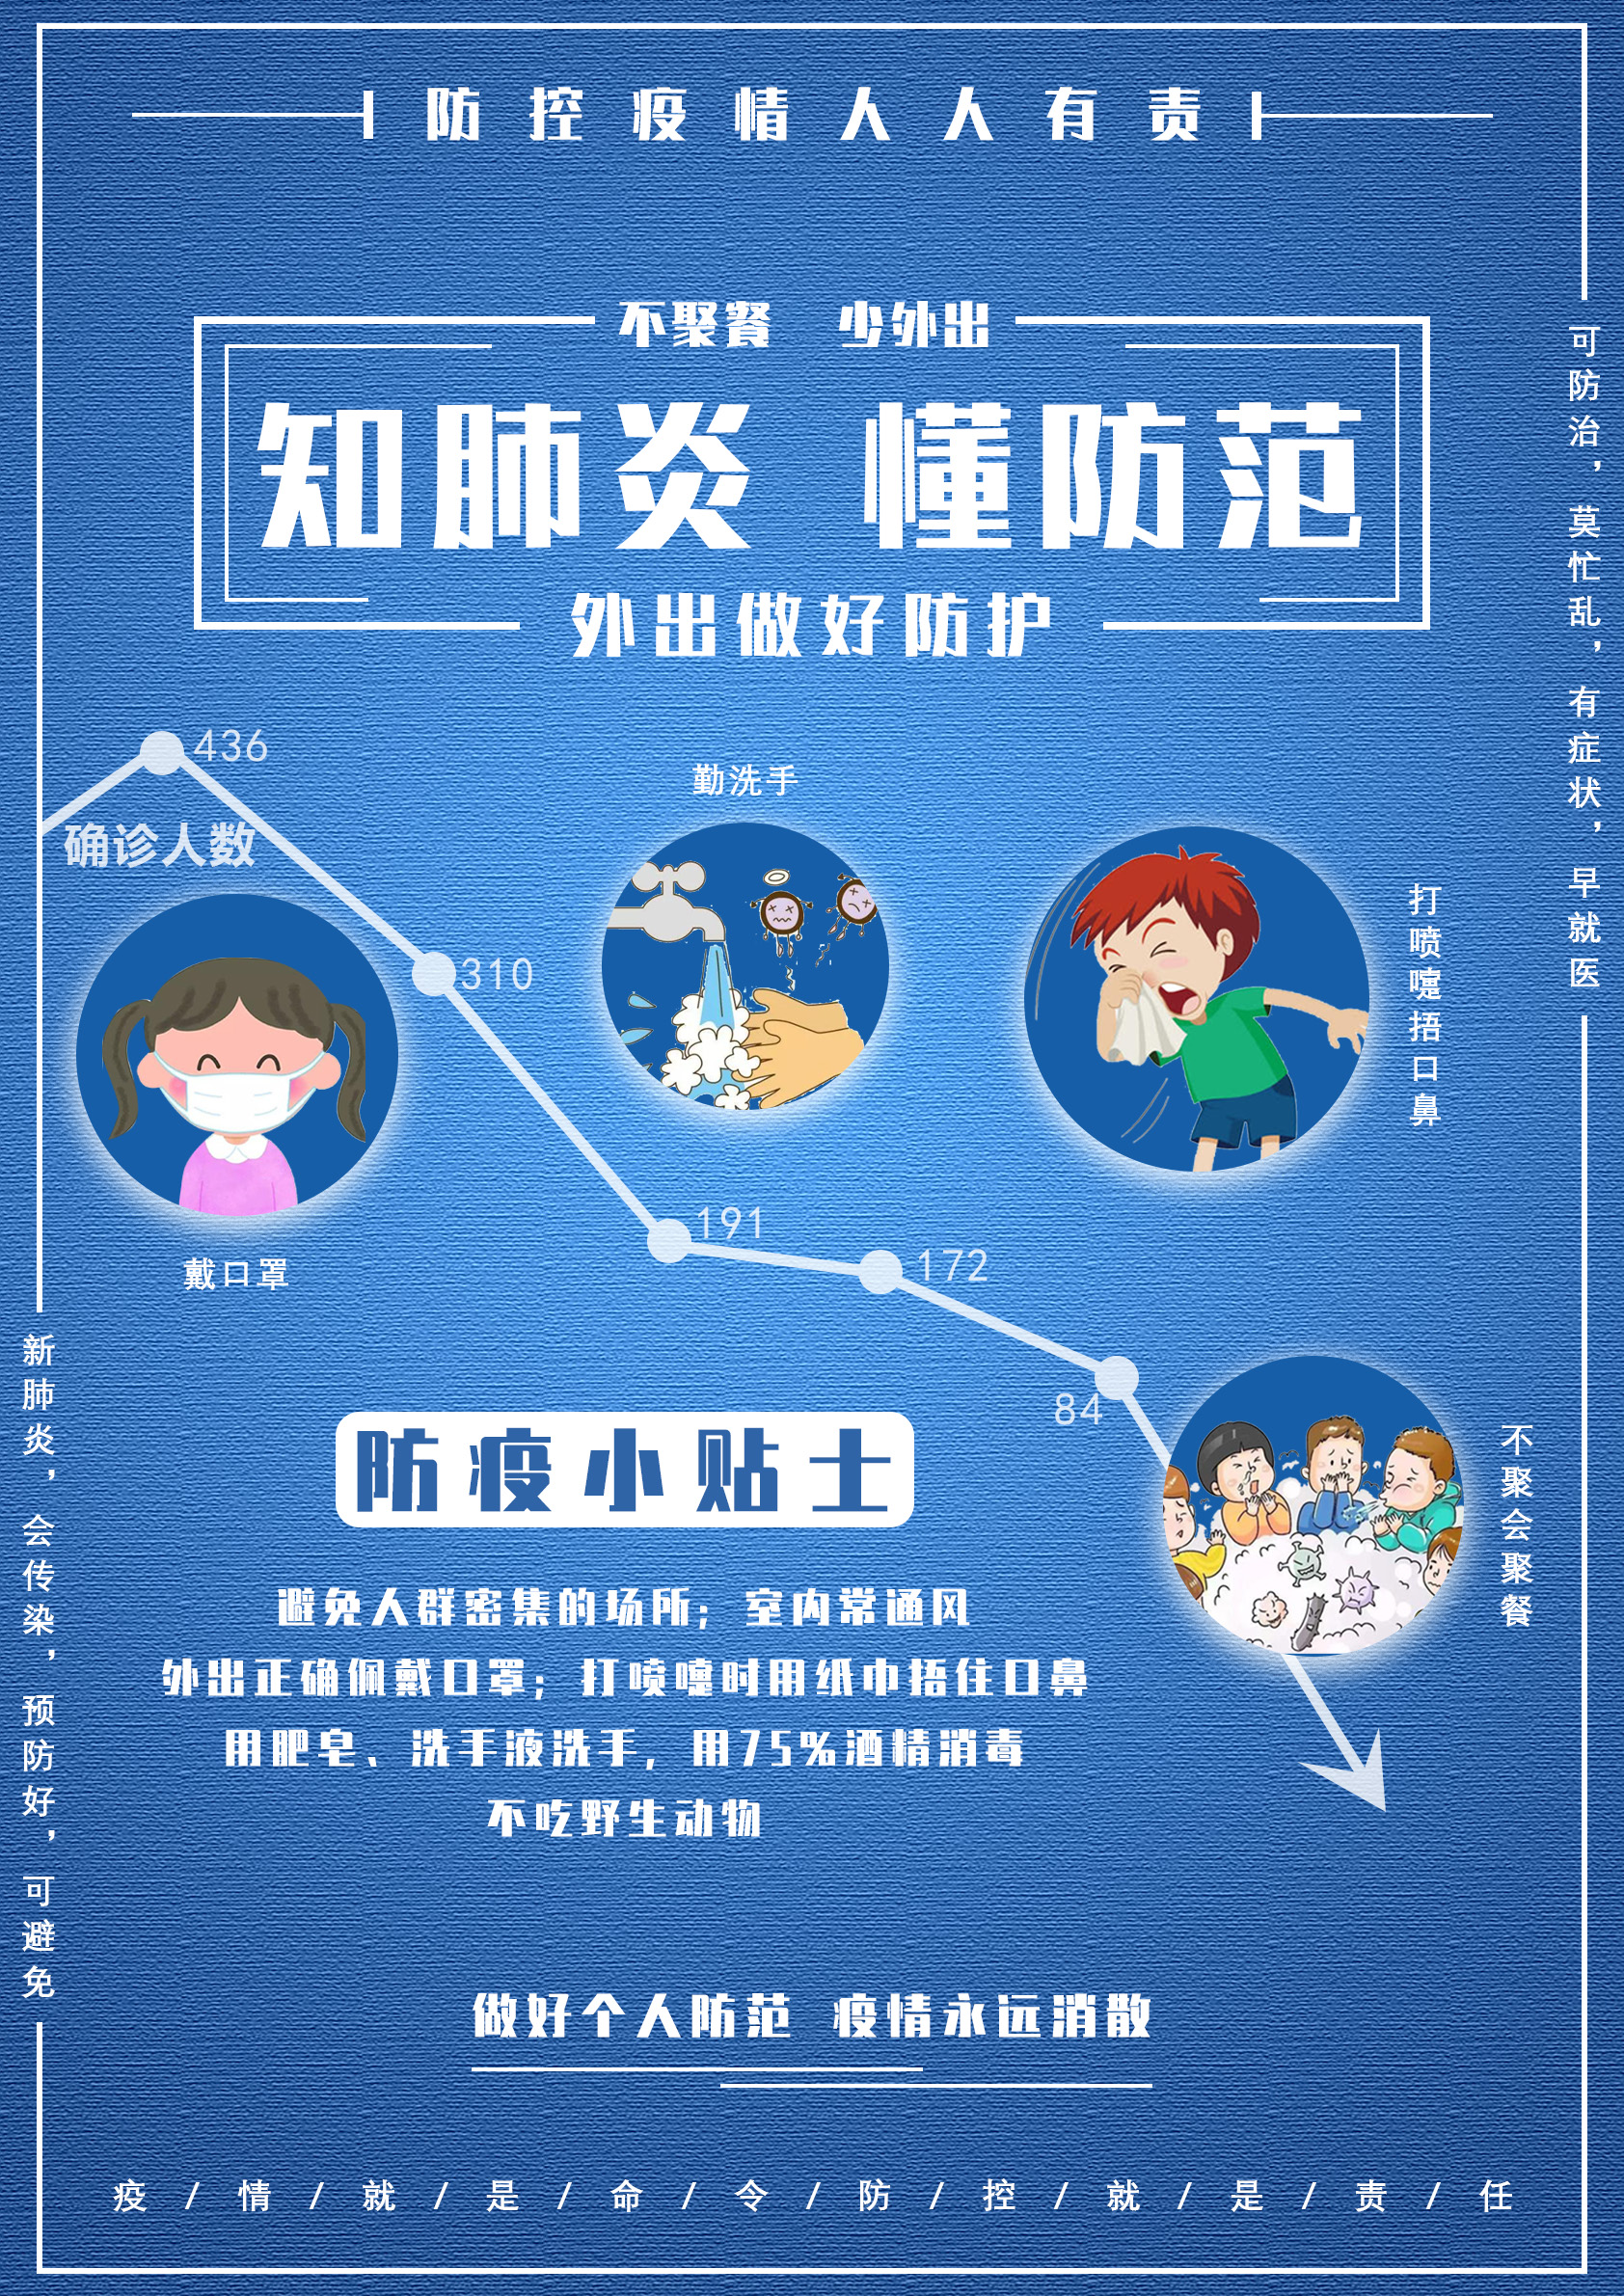 防控疫情人人有责
不聚餐 少外出
知肺炎 懂防范
外出做好防护
可防治，莫忙乱，有症状，早就医
436
确诊人数
310
勤洗手
打喷嚏捂口鼻
戴口罩
191
172
84
不聚会聚餐
新肺炎，会传染，预防好，可避免
防疫小贴士
避免人群密集的场所；室内常通风
外出正确佩戴口罩；打喷嚏时用纸巾捂住口鼻
用肥皂、洗手液洗手，用75%酒情消毒
不吃野生动物
做好个人防范 疫情永远消散
疫/情/就/是/命/令/防/控/就/是/责/任